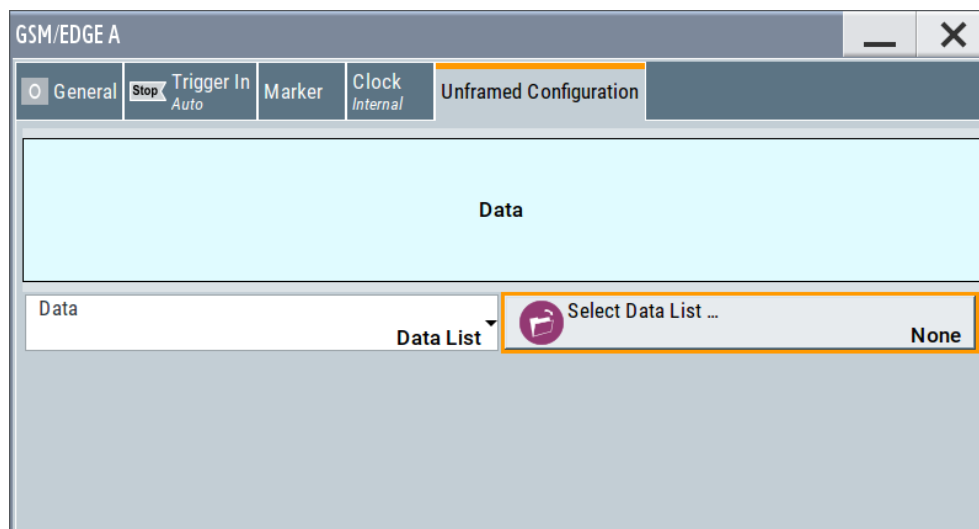 GSM/EDGE A
O General
Stop Trigger In
Auto
Marker
Clock
Internal
Unframed Configuration
Data
Data
Data List
Select Data List ...
None